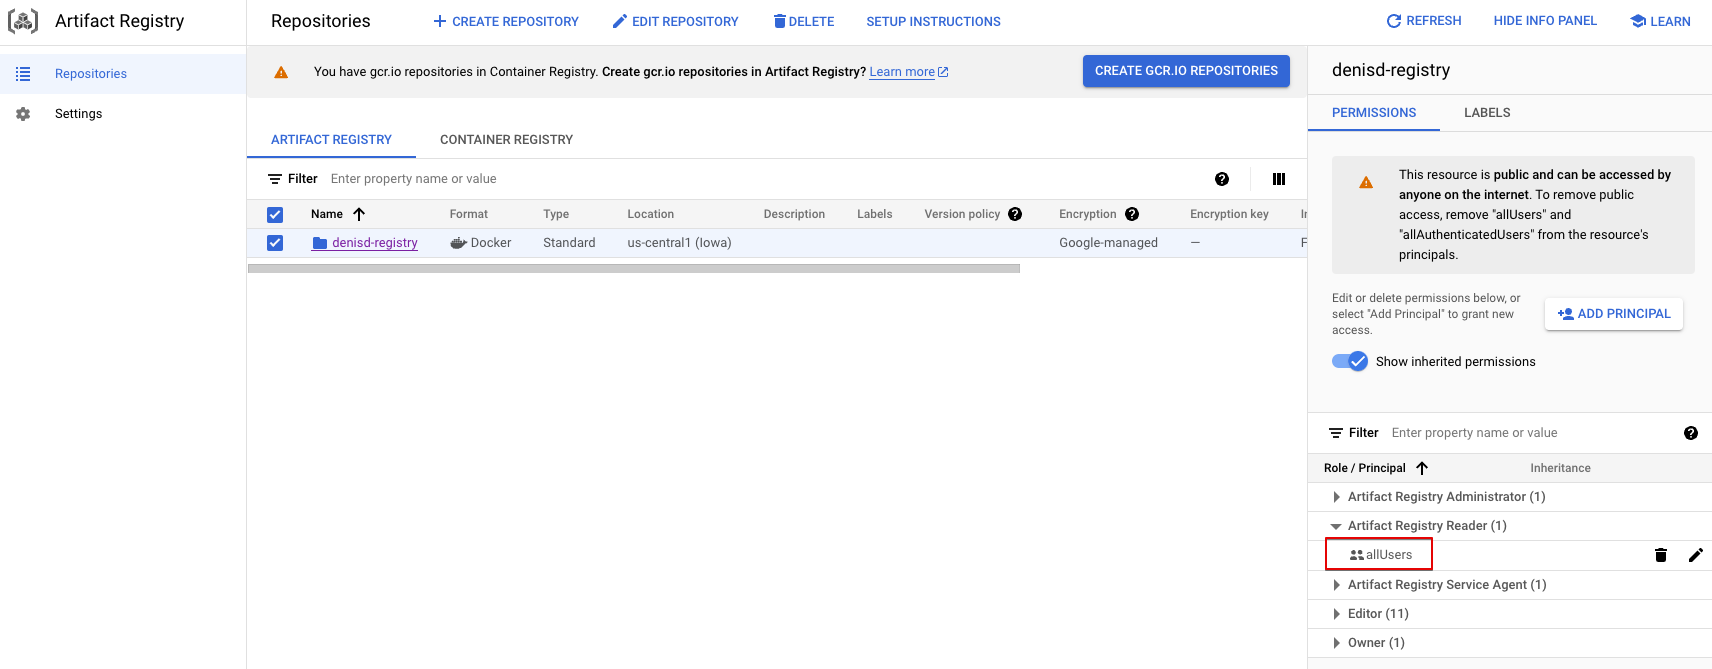 Artifact Registry
Repositories
CREATE REPOSITORY
EDIT REPOSITORY
DELETE
SETUP INSTRUCTIONS
REFRESH
HIDE INFO PANEL
LEARN
Repositories
Settings
You have gcr.io repositories in Container Registry. Create gcr.io repositories in Artifact Registry? Learn more
CREATE GCR.IO REPOSITORIES
ARTIFACT REGISTRY
CONTAINER REGISTRY
Filter Enter property name or value
Name Format Type Location Description Labels Version policy Encryption Encryption key In
denisd-registry Docker Standard us-central1 (Iowa) Google-managed — F
denisd-registry
PERMISSIONS
LABELS
This resource is public and can be accessed by
anyone on the internet. To remove public
access, remove "allUsers" and
"allAuthenticatedUsers" from the resource's
principals.
Edit or delete permissions below, or
select "Add Principal" to grant new
access.
ADD PRINCIPAL
Show inherited permissions
Filter Enter property name or value
Role / Principal Inheritance
Artifact Registry Administrator (1)
Artifact Registry Reader (1)
allUsers
Artifact Registry Service Agent (1)
Editor (11)
Owner (1)